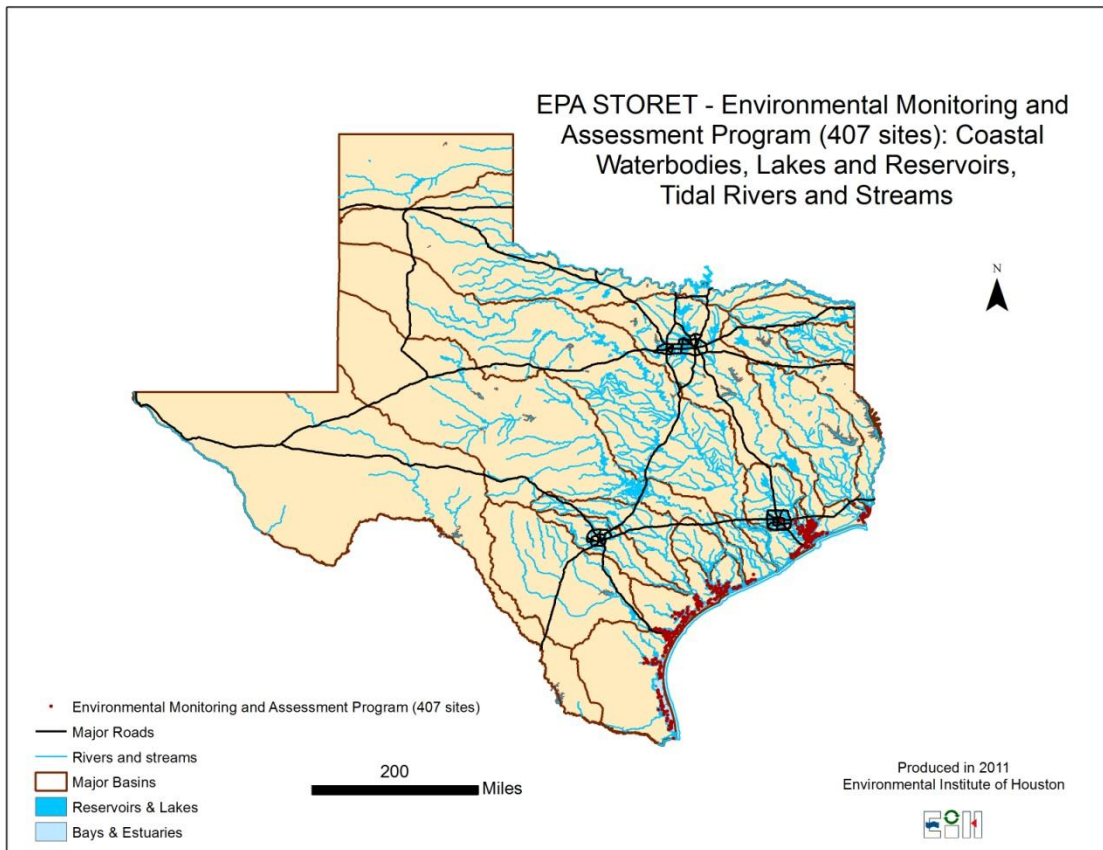 EPA STORET - Environmental Monitoring and
Assessment Program (407 sites): Coastal
Waterbodies, Lakes and Reservoirs,
Tidal Rivers and Streams
N
Environmental Monitoring and Assessment Program (407 sites)
Major Roads
Rivers and streams
Major Basins
Reservoirs & Lakes
Bays & Estuaries
200
Miles
Produced in 2011
Environmental Institute of Houston
EIH